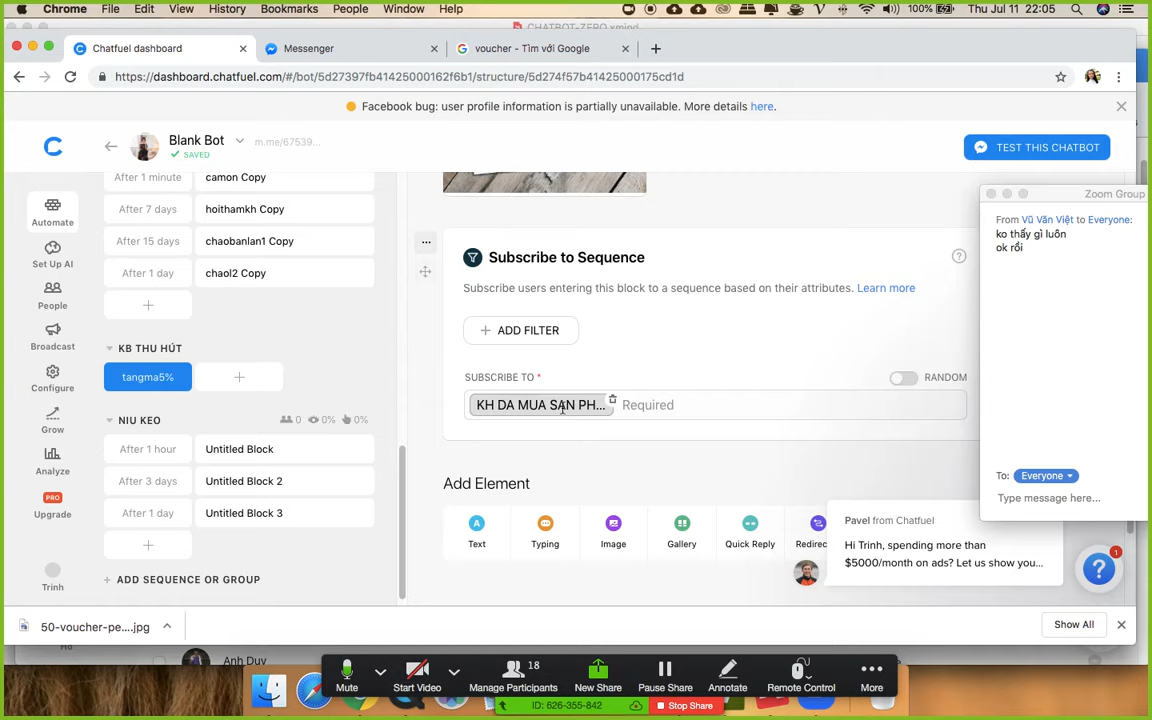 Chrome File Edit View History Bookmarks People Window Help 100% Thu Jul 11 22:05
CHATBOT-ZERO.xmind
Chatfuel dashboard Messenger voucher - Tìm với Google
https://dashboard.chatfuel.com/#/bot/5d27397fb41425000162f6b1/structure/5d274f57b41425000175cd1d
Facebook bug: user profile information is partially unavailable. More details here.
Blank Bot
SAVED
m.me/67539...
TEST THIS CHATBOT
Automate
Set Up AI
People
Broadcast
Configure
Grow
Analyze
PRO
Upgrade
Trinh
After 1 minute camon Copy
After 7 days hoithamkh Copy
After 15 days chaobanlan1 Copy
After 1 day chaol2 Copy
KB THU HÚT
tangma5%
NIU KEO 0 0% 0%
After 1 hour Untitled Block
After 3 days Untitled Block 2
After 1 day Untitled Block 3
ADD SEQUENCE OR GROUP
Subscribe to Sequence
Subscribe users entering this block to a sequence based on their attributes. Learn more
ADD FILTER
SUBSCRIBE TO * RANDOM
KH DA MUA SAN PH... Required
Add Element
Text Typing Image Gallery Quick Reply Redirec
Zoom Group
From Vũ Văn Việt to Everyone:
ko thấy gì luôn
ok rồi
To: Everyone
Type message here...
Pavel from Chatfuel
Hi Trinh, spending more than
$5000/month on ads? Let us show you...
1
50-voucher-pe....jpg
Show All
Anh Duy
Mute Start Video Manage Participants 18 New Share Pause Share Annotate Remote Control More
ID: 626-355-842 Stop Share